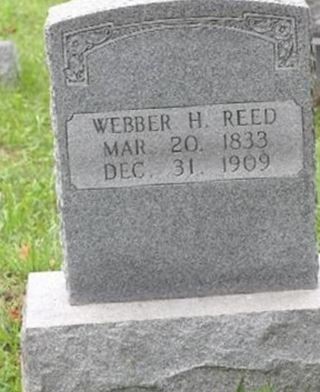 WEBBER H. REED
MAR. 20. 1833
DEC. 31. 1909